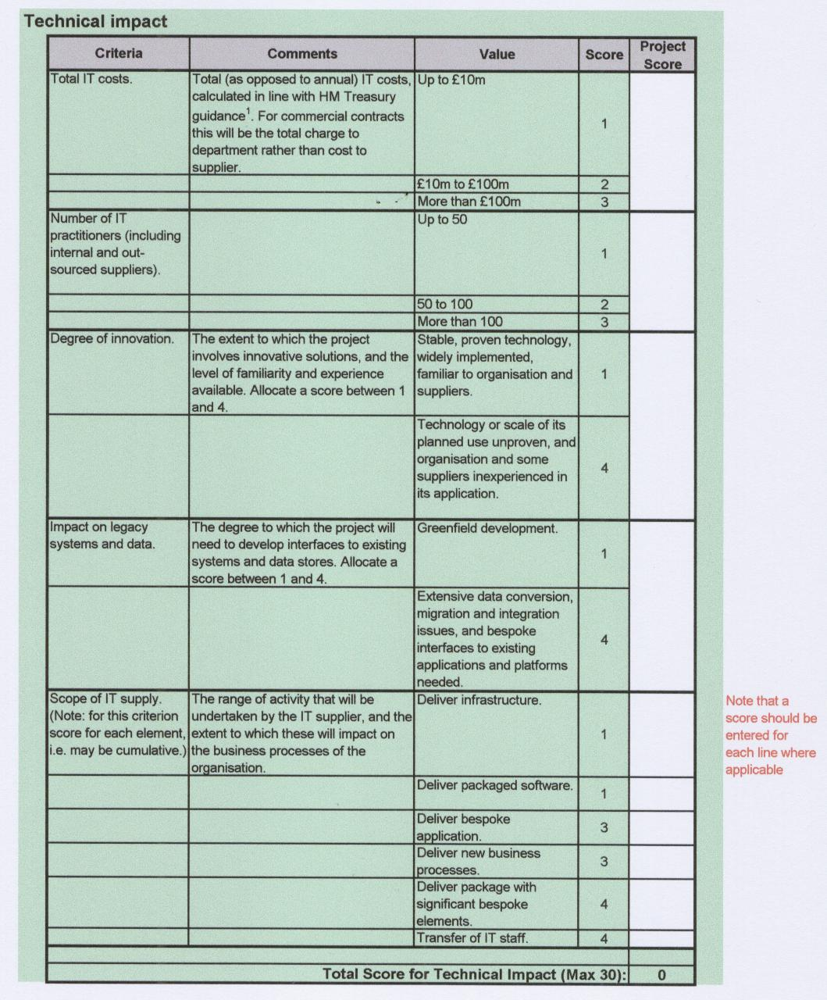 Technical impact
Criteria
Comments
Value
Score
Project
Score
Total IT costs.
Total (as opposed to annual) IT costs,
calculated in line with HM Treasury
guidance¹. For commercial contracts
this will be the total charge to
department rather than cost to
supplier.
Up to £10m
1
£10m to £100m
2
More than £100m
3
Number of IT
practitioners (including
internal and out-
sourced suppliers).
Up to 50
1
50 to 100
2
More than 100
3
Degree of innovation.
The extent to which the project
involves innovative solutions, and the
level of familiarity and experience
available. Allocate a score between 1
and 4.
Stable, proven technology,
widely implemented,
familiar to organisation and
suppliers.
1
Technology or scale of its
planned use unproven, and
organisation and some
suppliers inexperienced in
its application.
4
Impact on legacy
systems and data.
The degree to which the project will
need to develop interfaces to existing
systems and data stores. Allocate a
score between 1 and 4.
Greenfield development.
1
Extensive data conversion,
migration and integration
issues, and bespoke
interfaces to existing
applications and platforms
needed.
4
Scope of IT supply.
(Note: for this criterion
score for each element,
i.e. may be cumulative.)
The range of activity that will be
undertaken by the IT supplier, and the
extent to which these will impact on
the business processes of the
organisation.
Deliver infrastructure.
1
Note that a
score should be
entered for
each line where
applicable
Deliver packaged software.
1
Deliver bespoke
application.
3
Deliver new business
processes.
3
Deliver package with
significant bespoke
elements.
4
Transfer of IT staff.
4
Total Score for Technical Impact (Max 30):
0